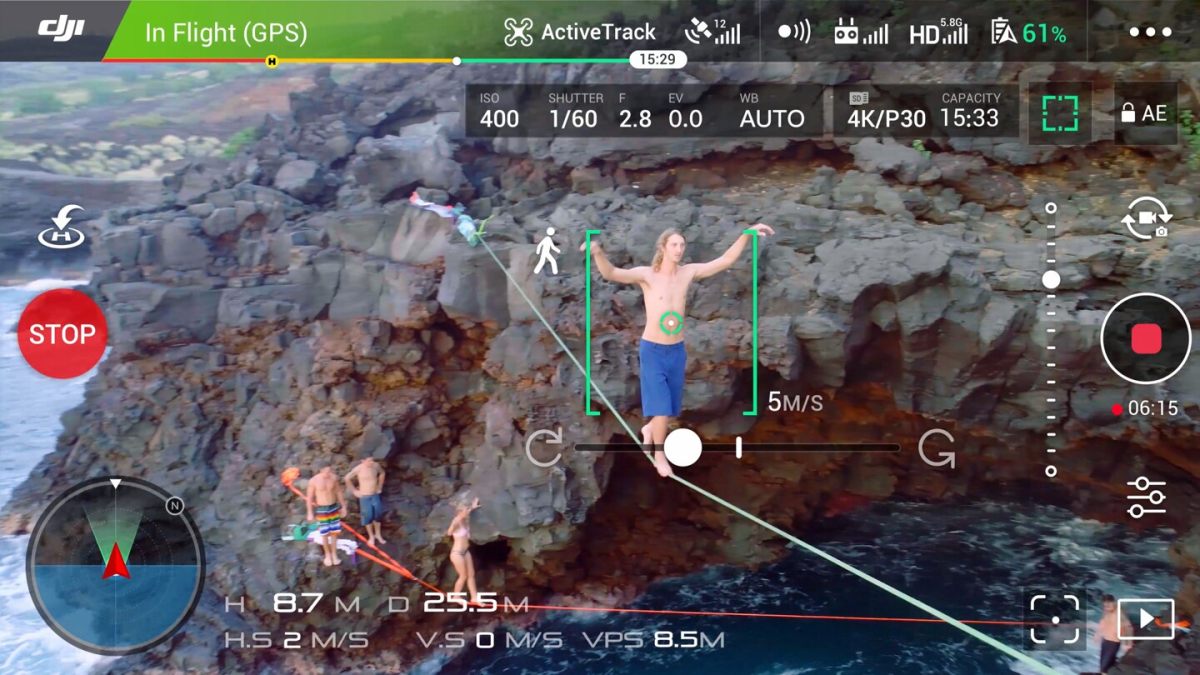 dji In Flight (GPS) ActiveTrack 12 HD 5.8G 61%
H 15:29
ISO SHUTTER F EV WB SD CAPACITY
400 1/60 2.8 0.0 AUTO 4K/P30 15:33 AE
H
STOP
5M/S
06:15
N
H 8.7 M D 25.5M
H.S 2 M/S V.S 0 M/S VPS 8.5M